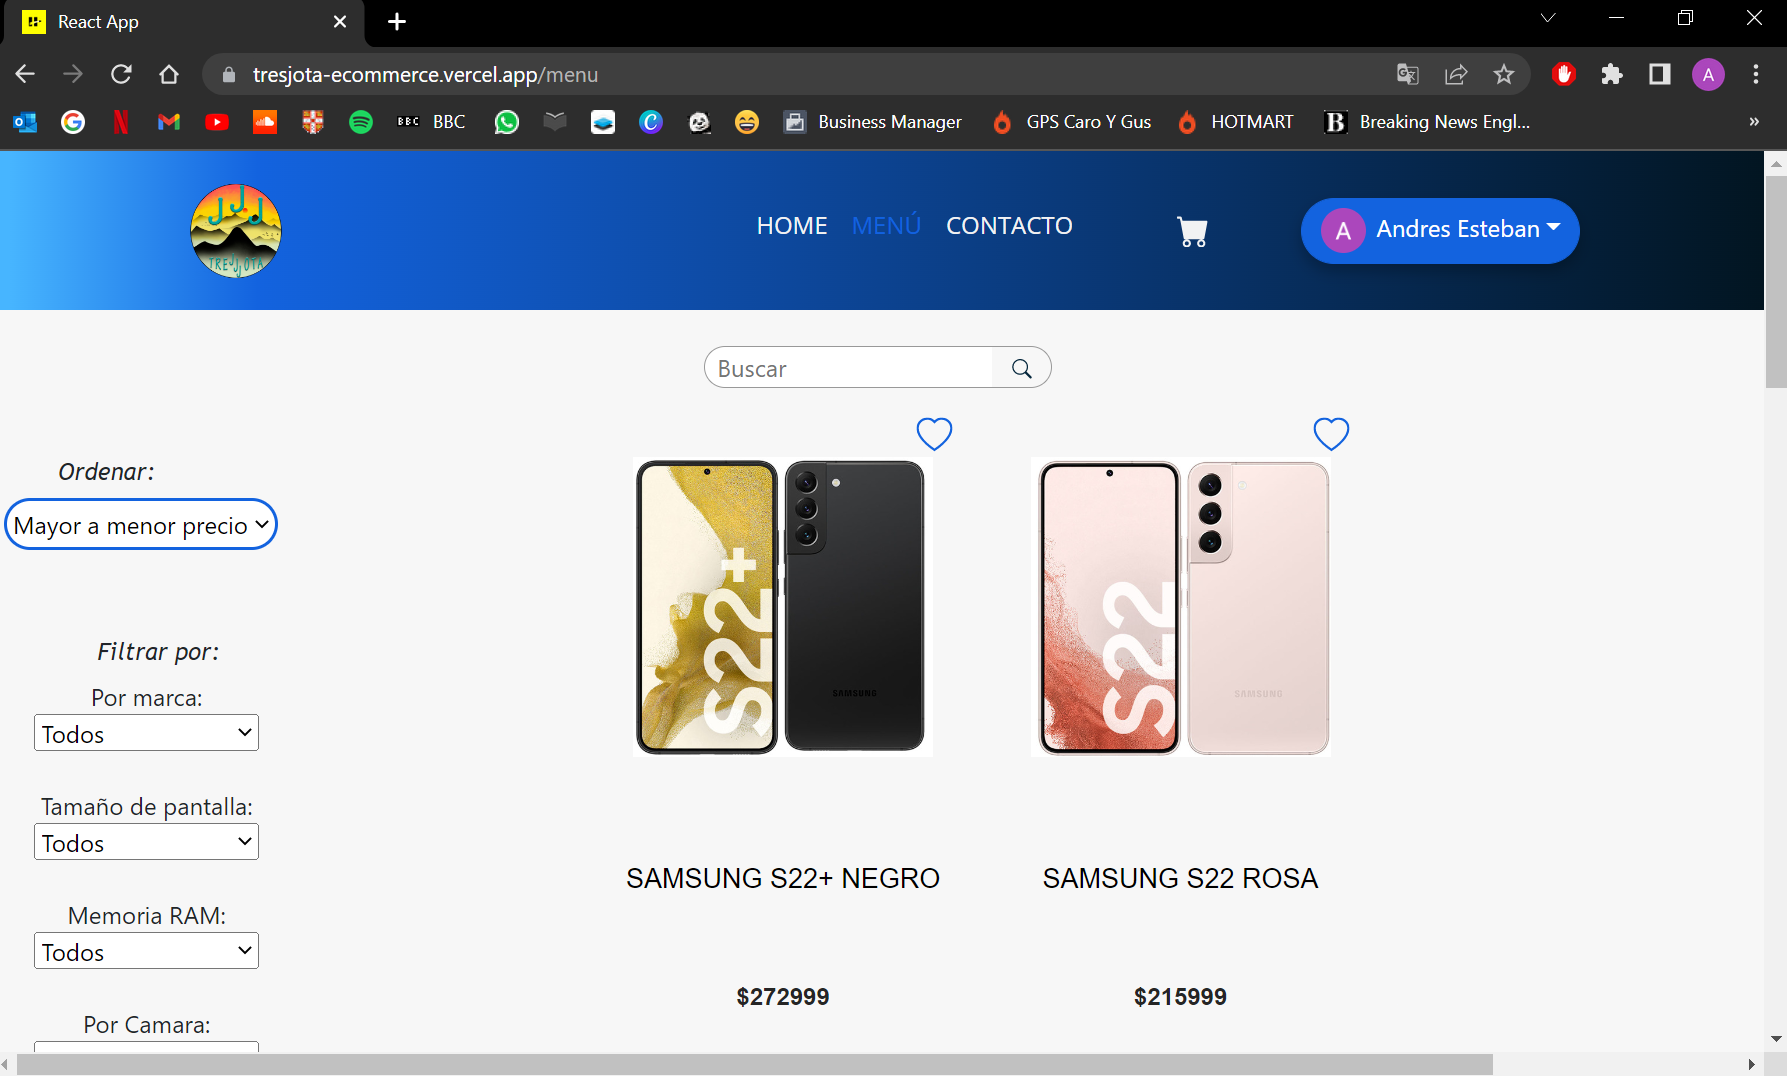 React App
tresjota-ecommerce.vercel.app/menu
A
BBC BBC Business Manager GPS Caro Y Gus HOTMART B Breaking News Engl... »
J J J
TRESJOTA
HOME MENÚ CONTACTO
A Andres Esteban
Buscar
Ordenar:
Mayor a menor precio
Filtrar por:
Por marca:
Todos
Tamaño de pantalla:
Todos
Memoria RAM:
Todos
Por Camara:
S22+
SAMSUNG
S22
SAMSUNG
SAMSUNG S22+ NEGRO
SAMSUNG S22 ROSA
$272999
$215999